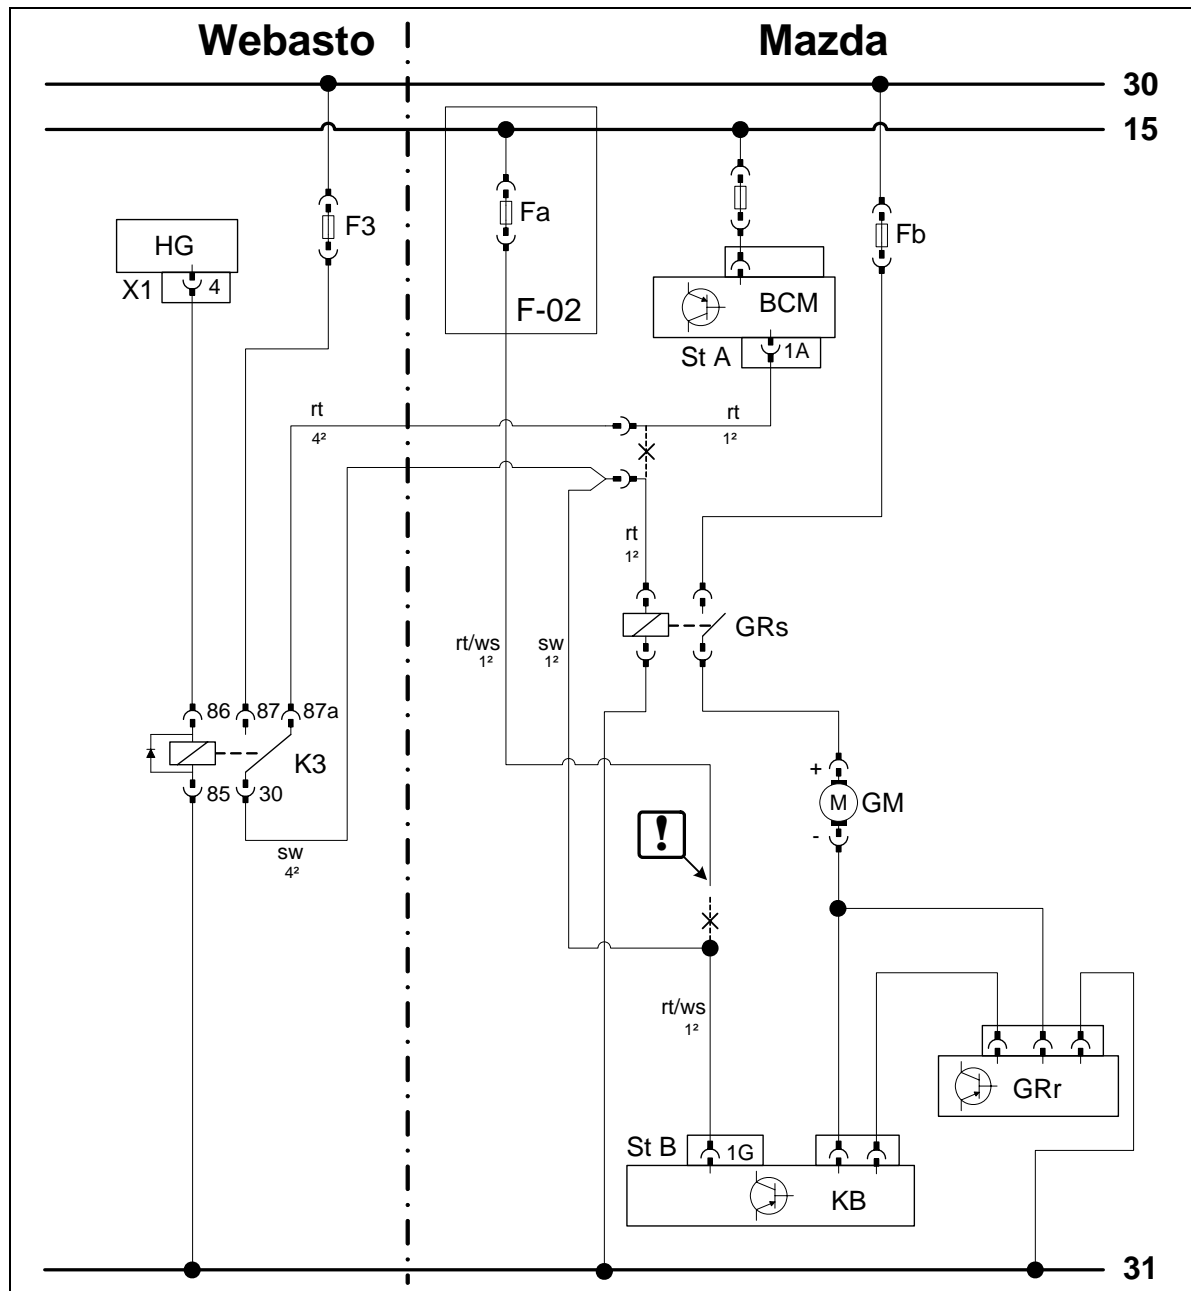 Webasto
Mazda
30
15
F3
Fa
Fb
HG
X1
4
F-02
BCM
St A
1A
rt
4²
rt
1²
rt
1²
GRs
rt/ws
1²
sw
1²
86
87
87a
K3
85
30
sw
4²
+
M
GM
-
!
rt/ws
1²
GRr
St B
1G
KB
31